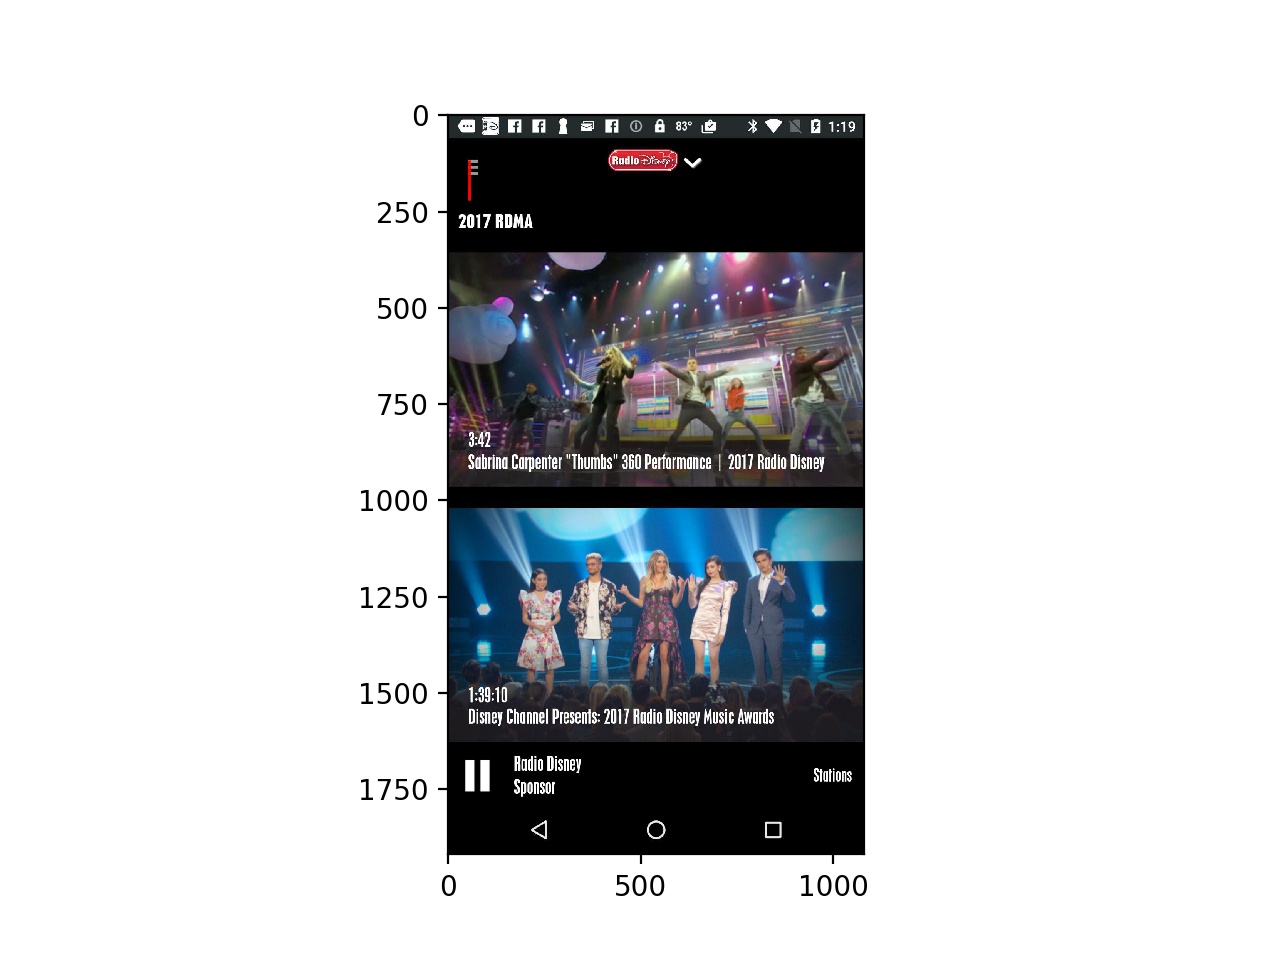 0
250
500
750
1000
1250
1500
1750
0
500
1000
83°
1:19
Radio Disney
2017 RDMA
3:42
Sabrina Carpenter "Thumbs" 360 Performance | 2017 Radio Disney
1:39:10
Disney Channel Presents: 2017 Radio Disney Music Awards
Radio Disney
Sponsor
Stations